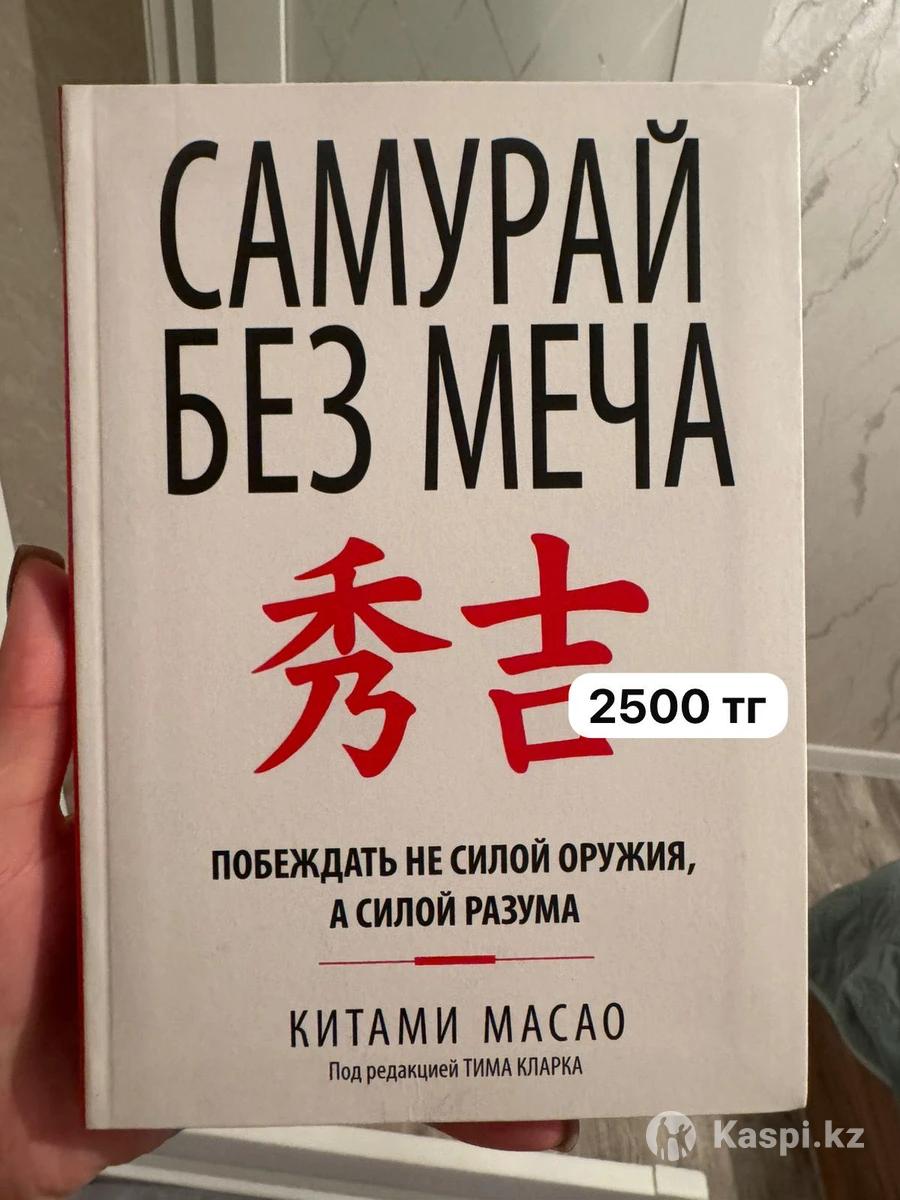 САМУРАЙ
БЕЗ МЕЧА
秀吉
2500 тг
ПОБЕЖДАТЬ НЕ СИЛОЙ ОРУЖИЯ,
А СИЛОЙ РАЗУМА
КИТАМИ МАСАО
Под редакцией ТИМА КЛАРКА
Kaspi.kz